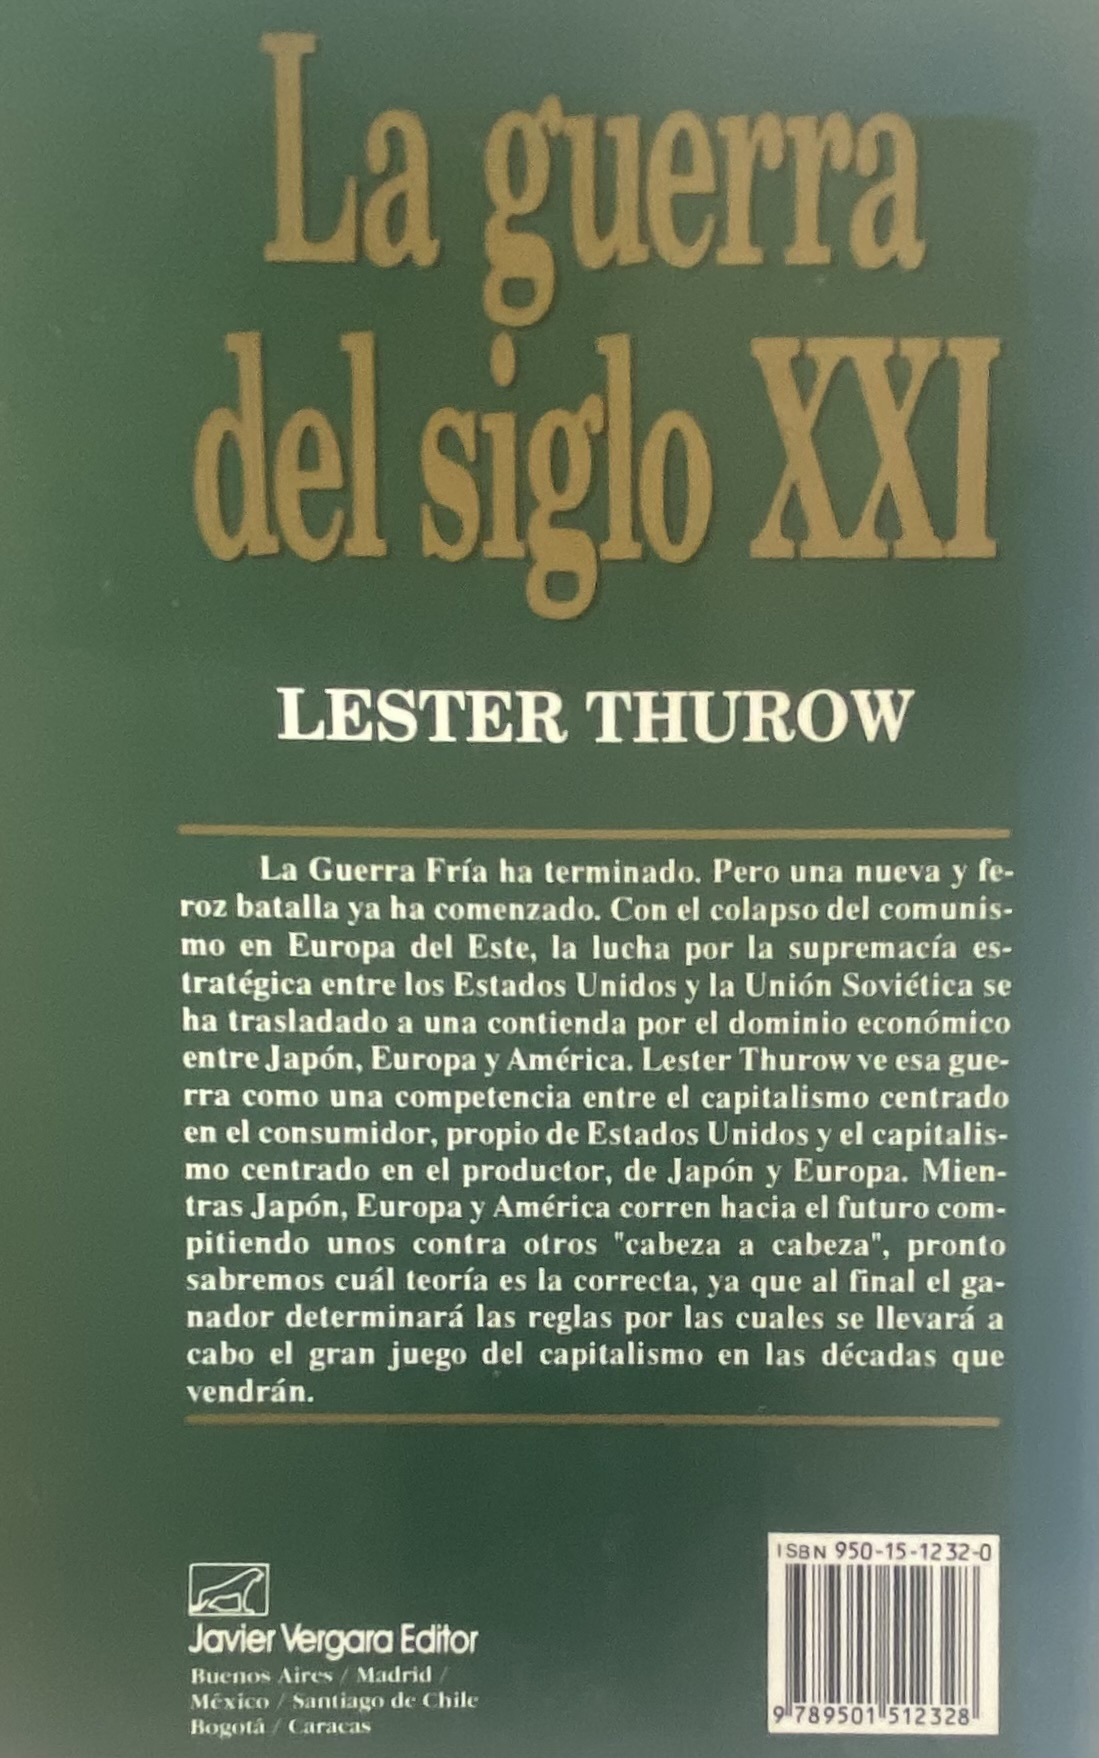 La guerra
del siglo XXI
LESTER THUROW
La Guerra Fría ha terminado. Pero una nueva y fe-
roz batalla ya ha comenzado. Con el colapso del comunis-
mo en Europa del Este, la lucha por la supremacía es-
tratégica entre los Estados Unidos y la Unión Soviética se
ha trasladado a una contienda por el dominio económico
entre Japón, Europa y América. Lester Thurow ve esa gue-
rra como una competencia entre el capitalismo centrado
en el consumidor, propio de Estados Unidos y el capitalis-
mo centrado en el productor, de Japón y Europa. Mien-
tras Japón, Europa y América corren hacia el futuro com-
pitiendo unos contra otros "cabeza a cabeza", pronto
sabremos cuál teoría es la correcta, ya que al final el ga-
nador determinará las reglas por las cuales se llevará a
cabo el gran juego del capitalismo en las décadas que
vendrán.
Javier Vergara Editor
Buenos Aires / Madrid /
México / Santiago de Chile
Bogotá / Caracas
ISBN 950-15-1232-0
9 789501 512328